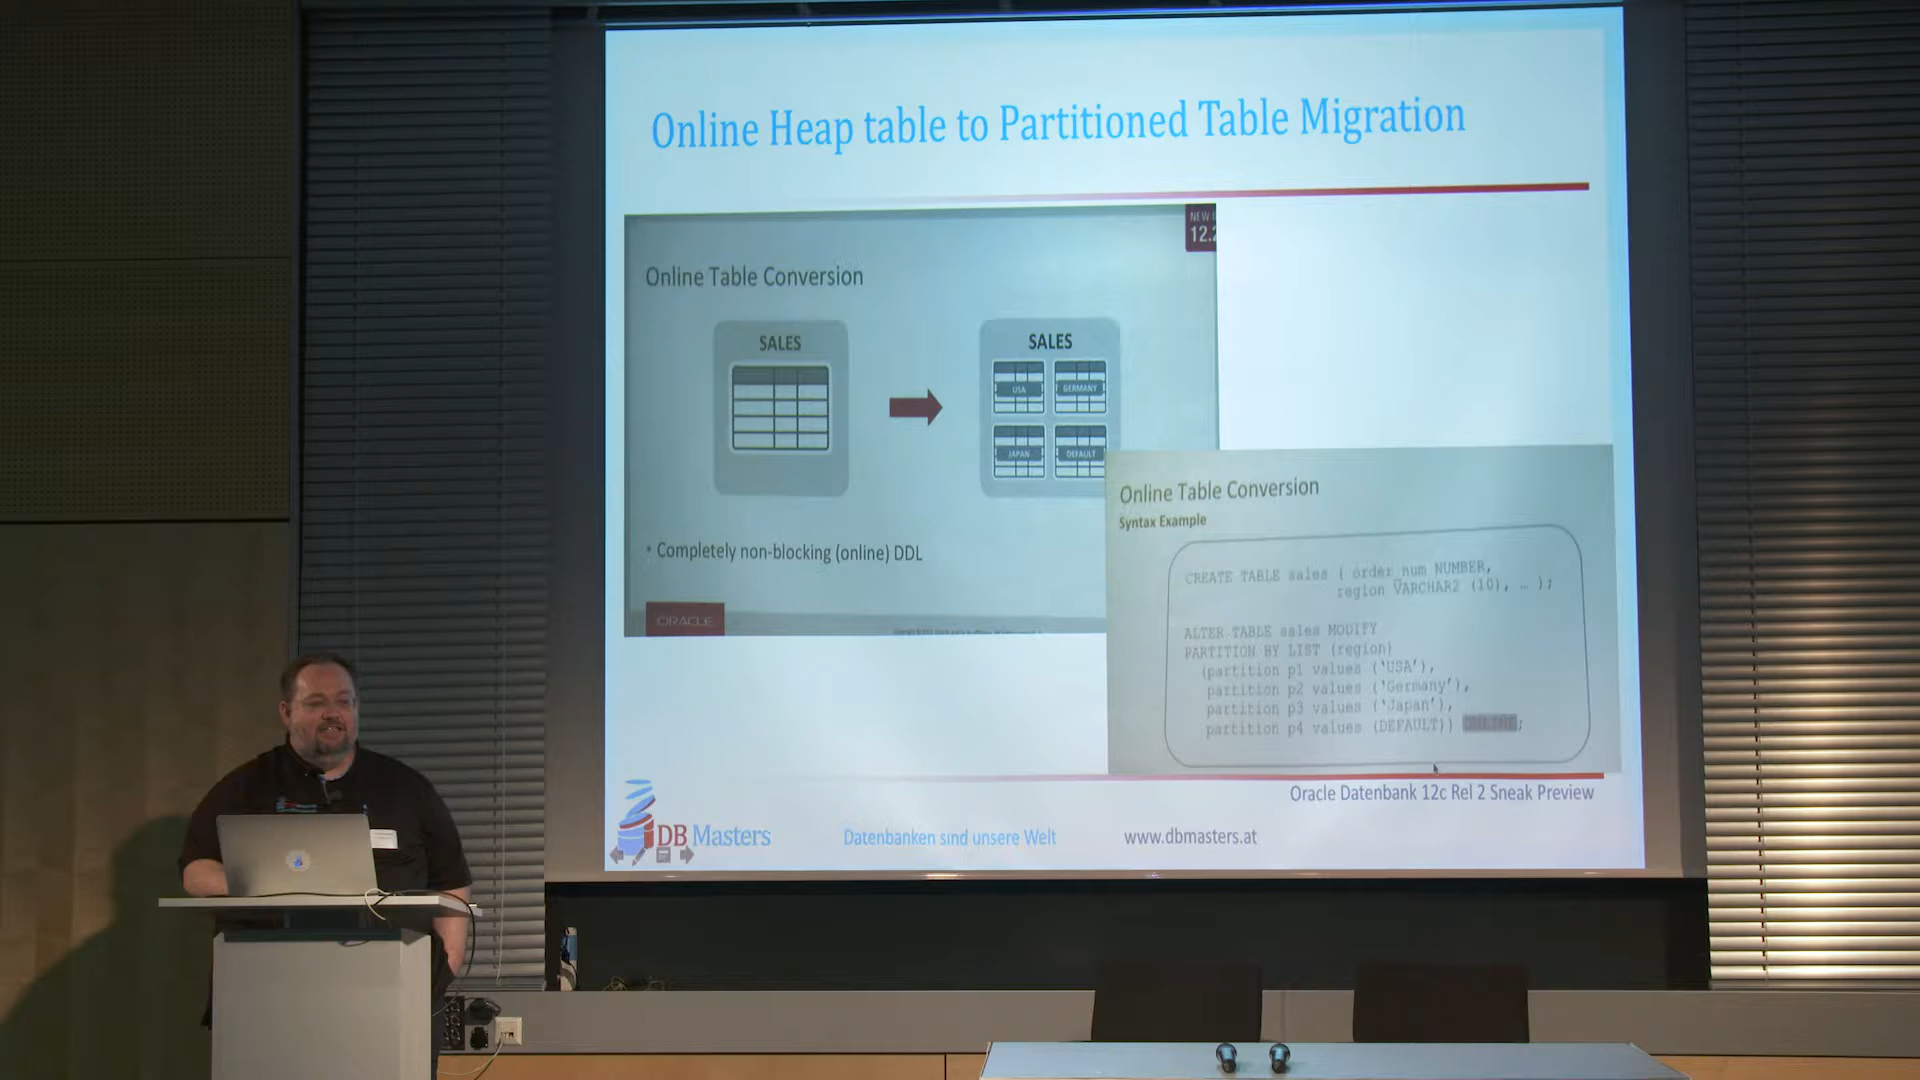 Online Heap table to Partitioned Table Migration
NEW I
12.2
Online Table Conversion
SALES
SALES
USA
GERMANY
JAPAN
DEFAULT
• Completely non-blocking (online) DDL
ORACLE
Online Table Conversion
Syntax Example
CREATE TABLE sales ( order_num NUMBER,
region VARCHAR2 (10), … );
ALTER TABLE sales MODIFY
PARTITION BY LIST (region)
(partition p1 values ('USA'),
partition p2 values ('Germany'),
partition p3 values ('Japan'),
partition p4 values (DEFAULT)) ;
Oracle Datenbank 12c Rel 2 Sneak Preview
DB Masters
Datenbanken sind unsere Welt
www.dbmasters.at